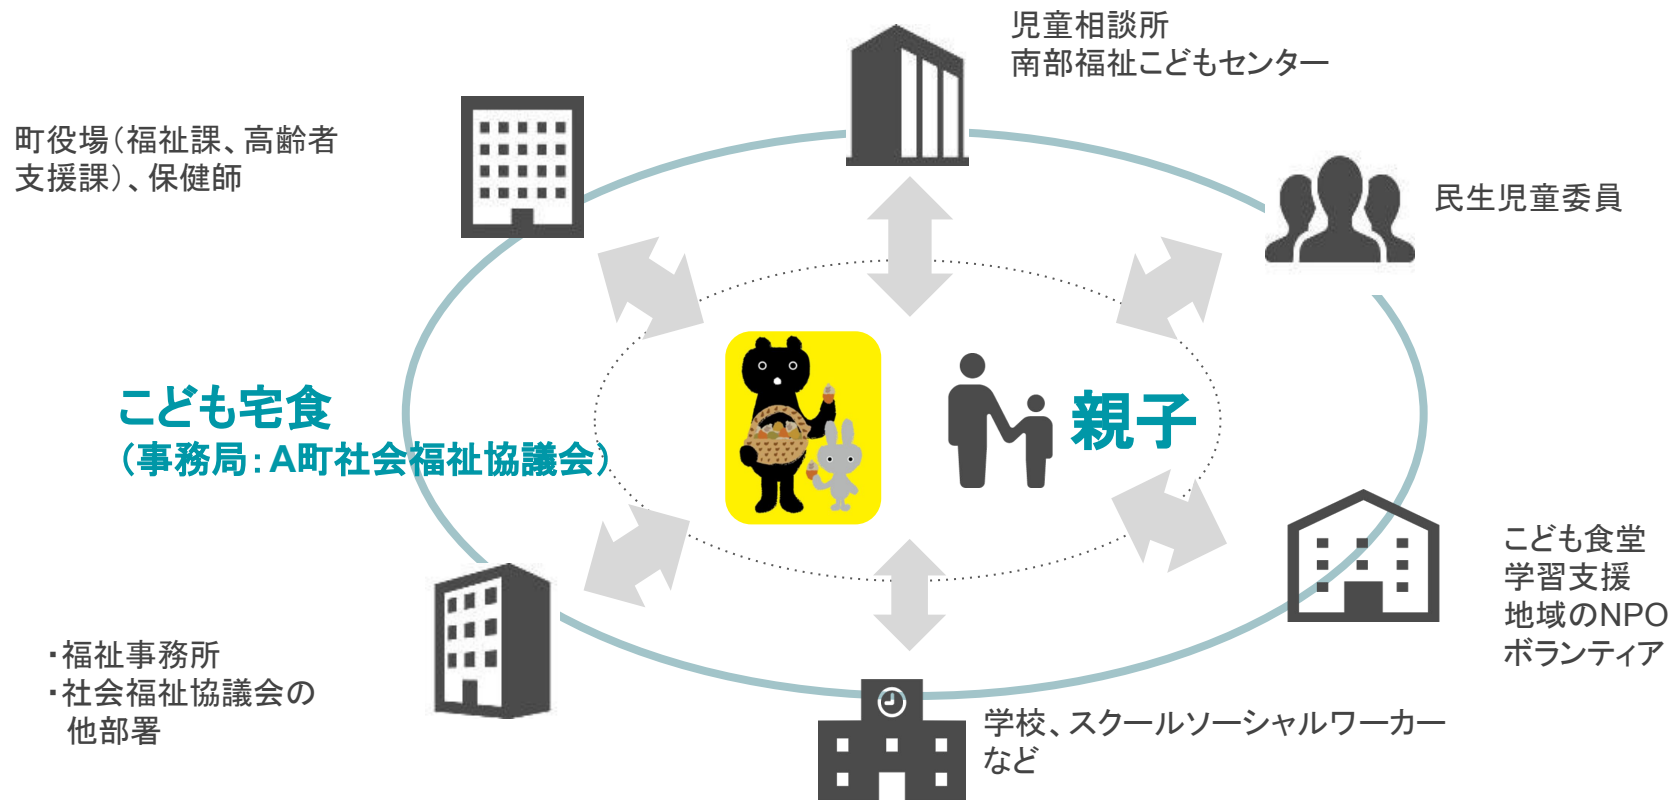 児童相談所
南部福祉こどもセンター
町役場（福祉課、高齢者
支援課）、保健師
民生児童委員
こども宅食
（事務局：A町社会福祉協議会）
親子
こども食堂
学習支援
地域のNPO
ボランティア
・福祉事務所
・社会福祉協議会の
他部署
学校、スクールソーシャルワーカー
など